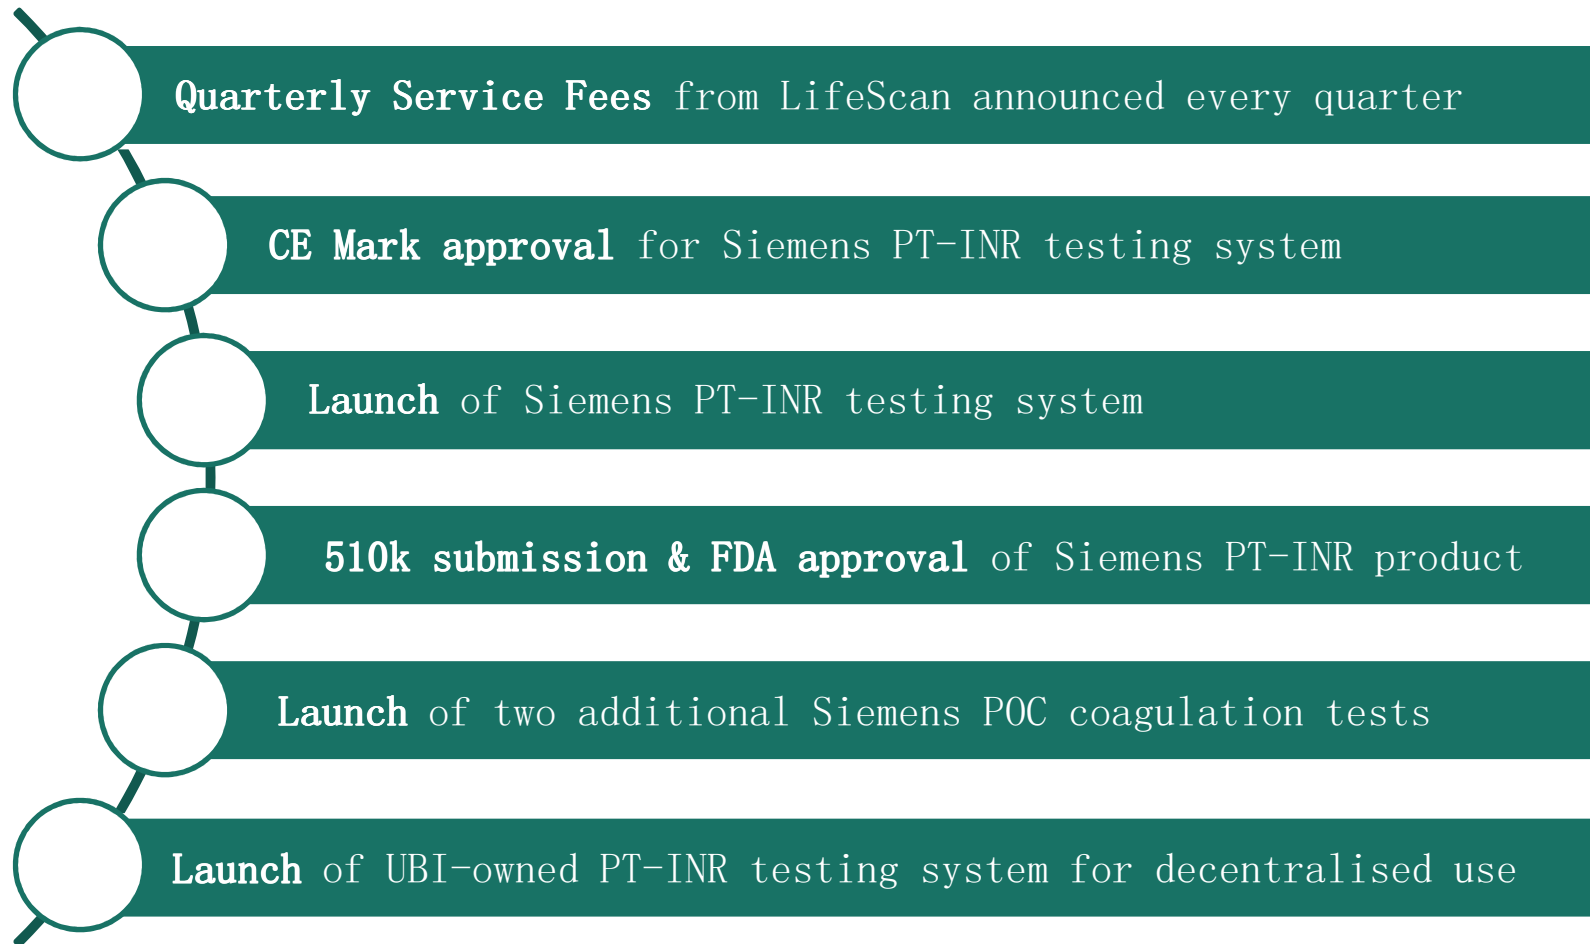 Quarterly Service Fees from LifeScan announced every quarter
CE Mark approval for Siemens PT-INR testing system
Launch of Siemens PT-INR testing system
510k submission & FDA approval of Siemens PT-INR product
Launch of two additional Siemens POC coagulation tests
Launch of UBI-owned PT-INR testing system for decentralised use